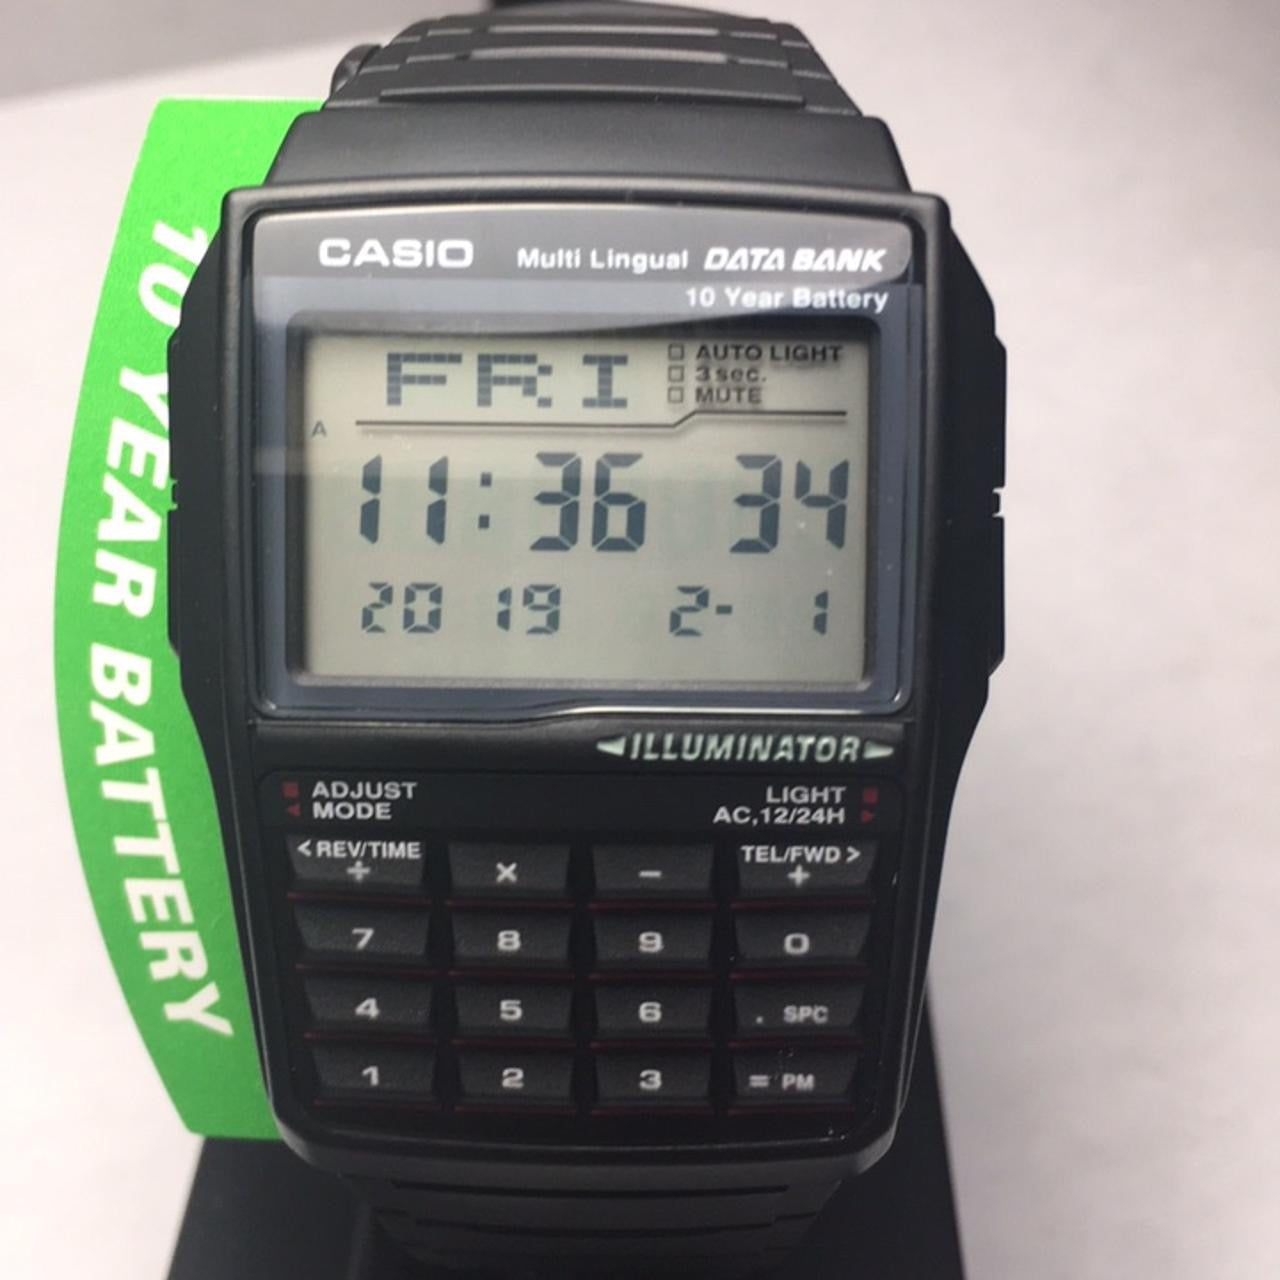 10 YEAR BATTERY
CASIO Multi Lingual DATA BANK
10 Year Battery
FRI
AUTO LIGHT
3 sec.
MUTE
A
11:36 34
20 19 2- 1
ILLUMINATOR
ADJUST LIGHT
MODE AC,12/24H
< REV/TIME TEL/FWD >
÷ × − +
7 8 9 0
4 5 6 . SPC
1 2 3 = PM